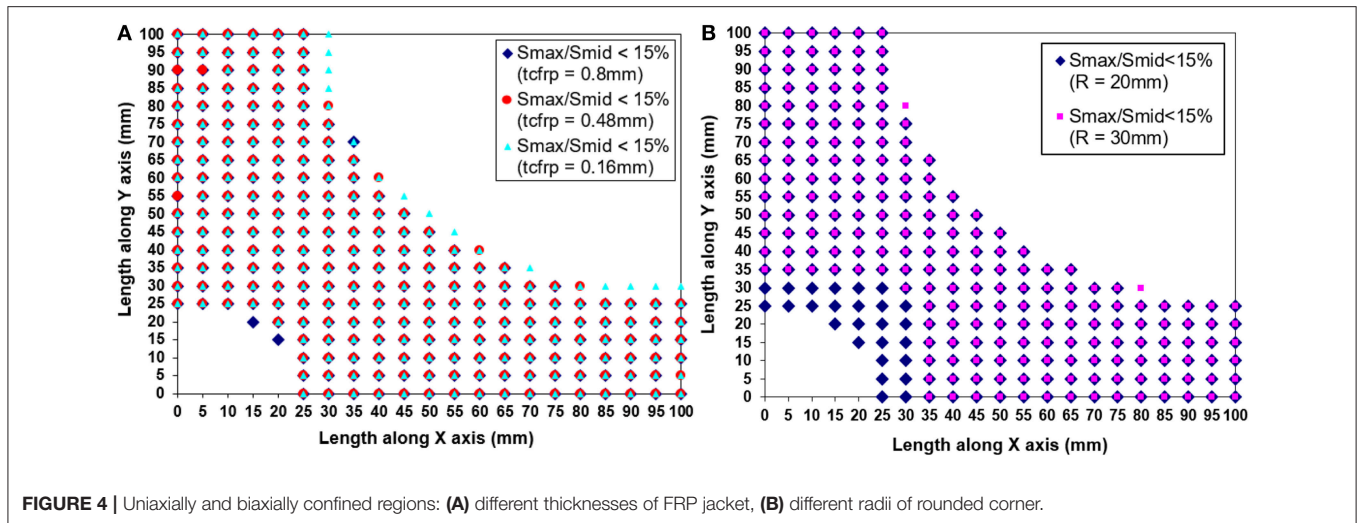 A
Smax/Smid < 15%
(tcfrp = 0.8mm)
Smax/Smid < 15%
(tcfrp = 0.48mm)
Smax/Smid < 15%
(tcfrp = 0.16mm)
Length along Y axis (mm)
100
95
90
85
80
75
70
65
60
55
50
45
40
35
30
25
20
15
10
5
0
0 5 10 15 20 25 30 35 40 45 50 55 60 65 70 75 80 85 90 95 100
Length along X axis (mm)
B
Smax/Smid<15%
(R = 20mm)
Smax/Smid<15%
(R = 30mm)
Length along Y axis (mm)
100
95
90
85
80
75
70
65
60
55
50
45
40
35
30
25
20
15
10
5
0
0 5 10 15 20 25 30 35 40 45 50 55 60 65 70 75 80 85 90 95 100
Length along X axis (mm)
FIGURE 4 | Uniaxially and biaxially confined regions: (A) different thicknesses of FRP jacket, (B) different radii of rounded corner.